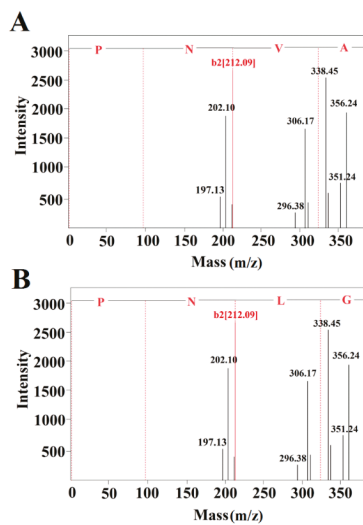 A
P N V A
b2[212.09]
3000
2500
2000
1500
1000
500
0
Intensity
338.45
356.24
202.10
306.17
351.24
197.13
296.38
0 50 100 150 200 250 300 350
Mass (m/z)
B
P N L G
b2[212.09]
3000
2500
2000
1500
1000
500
Intensity
338.45
356.24
202.10
306.17
351.24
197.13
296.38
0 50 100 150 200 250 300 350
Mass (m/z)